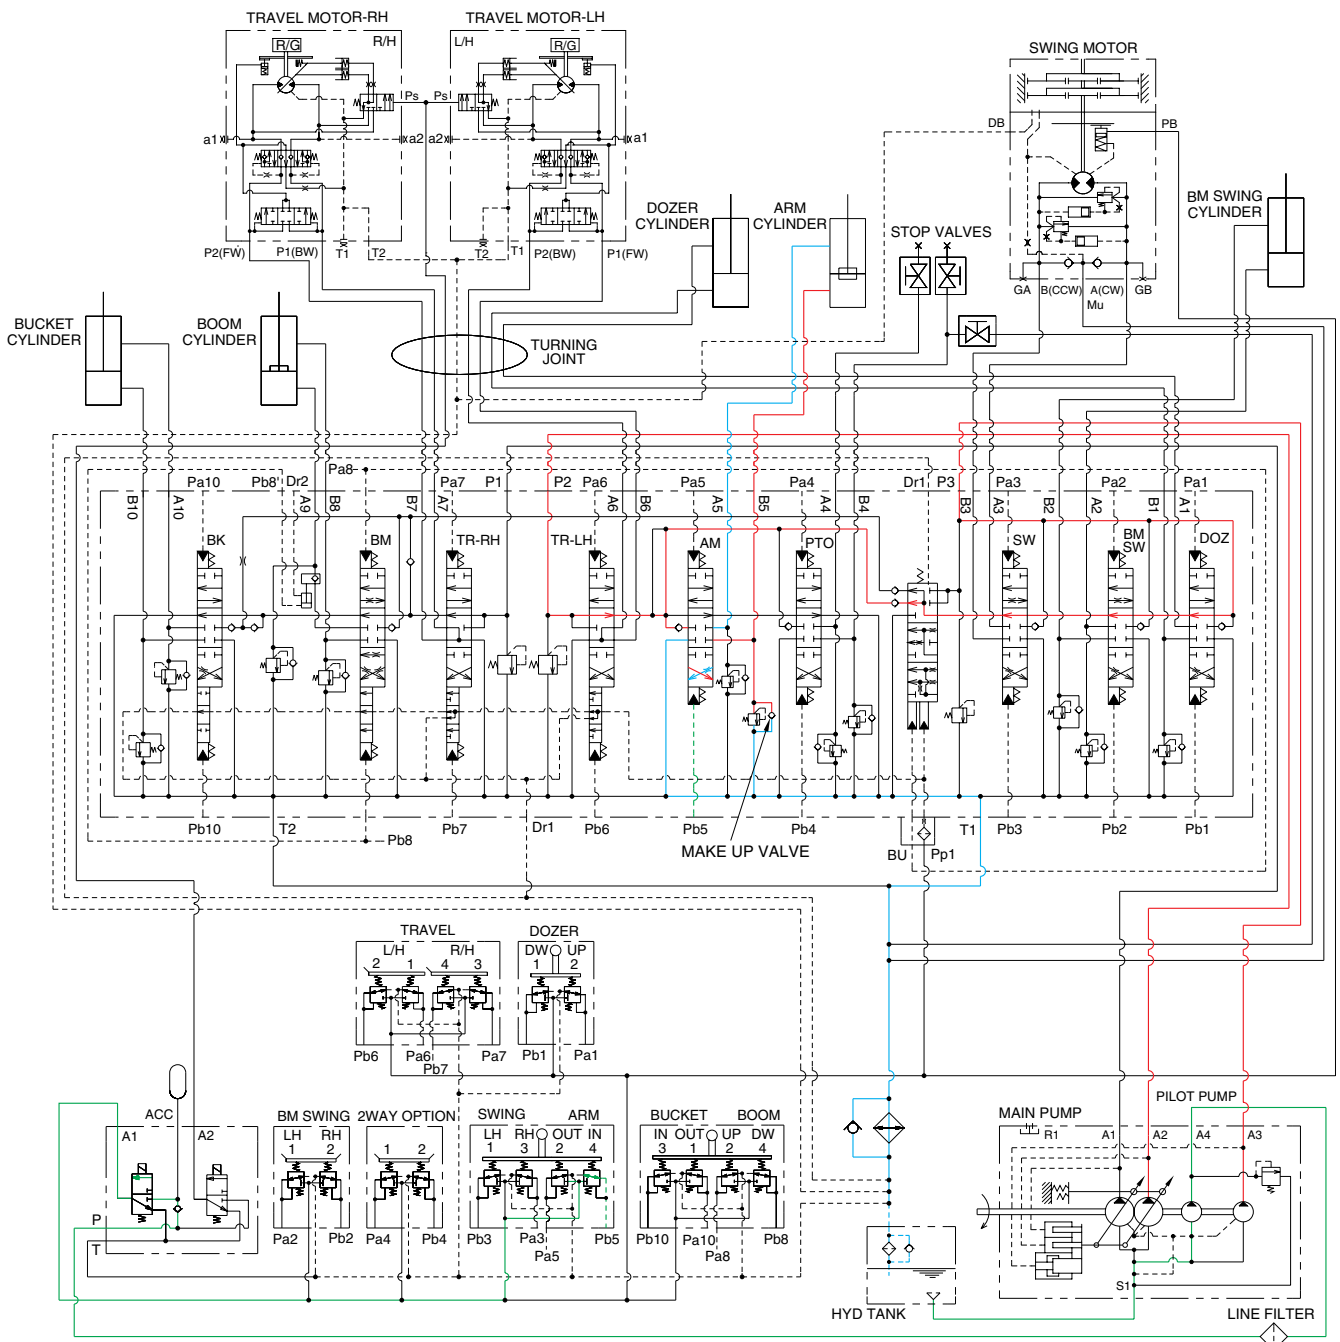 TRAVEL MOTOR-RH
TRAVEL MOTOR-LH
R/G
R/H
L/H
R/G
SWING MOTOR
Ps
Ps
a1
a2
a2
a1
DB
PB
P2(FW)
P1(BW)
T1
T2
T2
T1
P2(BW)
P1(FW)
DOZER
CYLINDER
ARM
CYLINDER
STOP VALVES
BM SWING
CYLINDER
GA
B(CCW)
A(CW)
GB
Mu
BUCKET
CYLINDER
BOOM
CYLINDER
TURNING
JOINT
Pa10
Pb8'
Dr2
Pa8
Pa7
P1
P2
Pa6
Pa5
Pa4
Dr1
P3
Pa3
Pa2
Pa1
B10
A10
A9
B8
B7
A7
A6
B6
A5
B5
A4
B4
B3
A3
B2
A2
B1
A1
BK
BM
TR-RH
TR-LH
AM
PTO
SW
BM
SW
DOZ
Pb10
T2
Pb8
Pb7
Dr1
Pb6
Pb5
Pb4
T1
Pb3
Pb2
Pb1
MAKE UP VALVE
BU
Pp1
TRAVEL
L/H
R/H
2
1
4
3
DOZER
DW
UP
1
2
Pb6
Pa6
Pb7
Pa7
Pb1
Pa1
ACC
A1
A2
P
T
BM SWING
LH
RH
1
2
Pa2
Pb2
2WAY OPTION
1
2
Pa4
Pb4
SWING
ARM
LH
RH
OUT
IN
1
3
2
4
Pb3
Pa3
Pa5
Pb5
BUCKET
BOOM
IN
OUT
UP
DW
3
1
2
4
Pb10
Pa10
Pa8
Pb8
HYD TANK
MAIN PUMP
PILOT PUMP
R1
A1
A2
A4
A3
S1
LINE FILTER